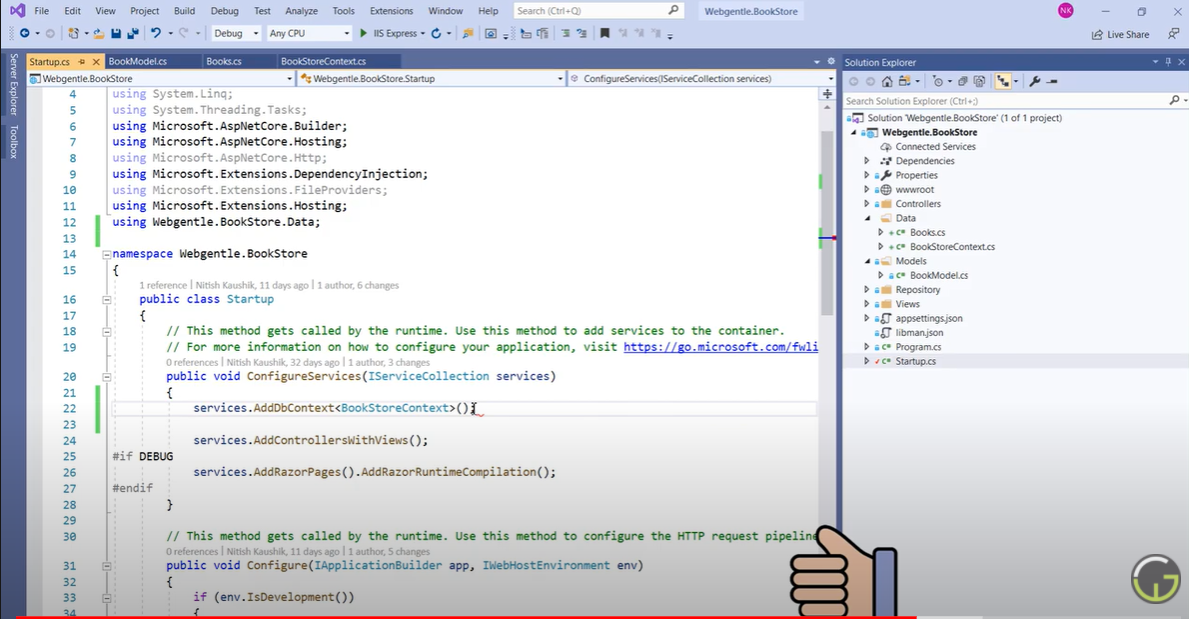 File Edit View Project Build Debug Test Analyze Tools Extensions Window Help Search (Ctrl+Q) Webgentle.BookStore NK
Debug Any CPU IIS Express Live Share
Server Explorer
Toolbox
Startup.cs BookModel.cs Books.cs BookStoreContext.cs
Webgentle.BookStore Webgentle.BookStore.Startup ConfigureServices(IServiceCollection services)
4 using System.Linq;
5 using System.Threading.Tasks;
6 using Microsoft.AspNetCore.Builder;
7 using Microsoft.AspNetCore.Hosting;
8 using Microsoft.AspNetCore.Http;
9 using Microsoft.Extensions.DependencyInjection;
10 using Microsoft.Extensions.FileProviders;
11 using Microsoft.Extensions.Hosting;
12 using Webgentle.BookStore.Data;
13
14 namespace Webgentle.BookStore
15 {
1 reference | Nitish Kaushik, 11 days ago | 1 author, 6 changes
16 public class Startup
17 {
18 // This method gets called by the runtime. Use this method to add services to the container.
19 // For more information on how to configure your application, visit https://go.microsoft.com/fwli
0 references | Nitish Kaushik, 32 days ago | 1 author, 3 changes
20 public void ConfigureServices(IServiceCollection services)
21 {
22 services.AddDbContext<BookStoreContext>();
23
24 services.AddControllersWithViews();
25 #if DEBUG
26 services.AddRazorPages().AddRazorRuntimeCompilation();
27 #endif
28 }
29
30 // This method gets called by the runtime. Use this method to configure the HTTP request pipeline
0 references | Nitish Kaushik, 11 days ago | 1 author, 5 changes
31 public void Configure(IApplicationBuilder app, IWebHostEnvironment env)
32 {
33 if (env.IsDevelopment())
34 {
Solution Explorer
Search Solution Explorer (Ctrl+;)
Solution 'Webgentle.BookStore' (1 of 1 project)
Webgentle.BookStore
Connected Services
Dependencies
Properties
wwwroot
Controllers
Data
C# Books.cs
C# BookStoreContext.cs
Models
C# BookModel.cs
Repository
Views
appsettings.json
libman.json
C# Program.cs
C# Startup.cs